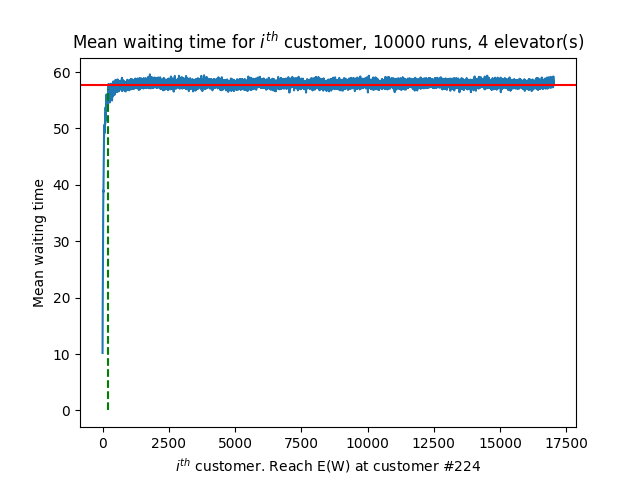 Mean waiting time for i^th customer, 10000 runs, 4 elevator(s)
60
50
40
30
20
10
0
Mean waiting time
0 2500 5000 7500 10000 12500 15000 17500
i^th customer. Reach E(W) at customer #224